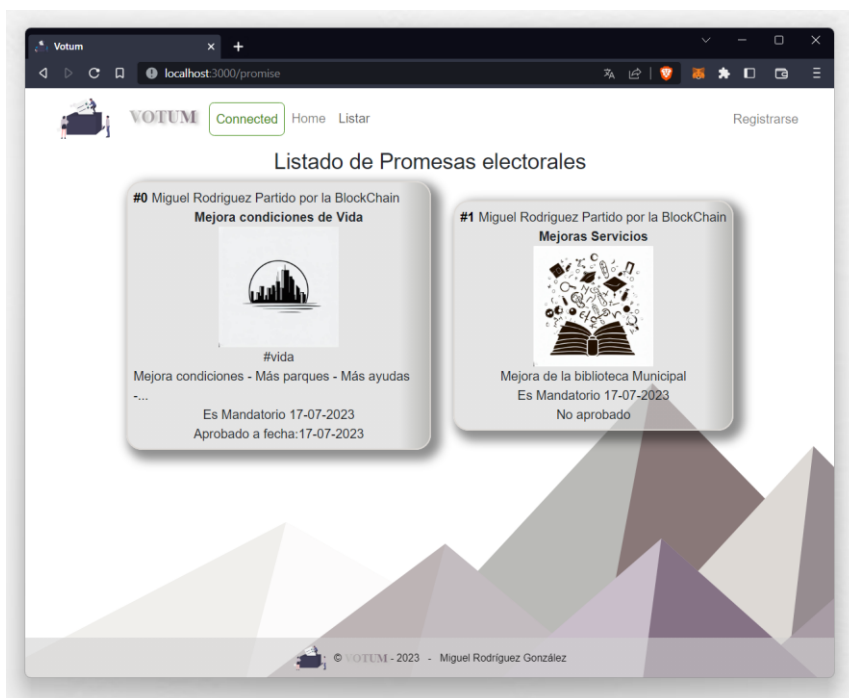 Votum
localhost:3000/promise
VOTUM Connected Home Listar Registrarse
Listado de Promesas electorales
#0 Miguel Rodriguez Partido por la BlockChain
Mejora condiciones de Vida
#vida
Mejora condiciones - Más parques - Más ayudas
-...
Es Mandatorio 17-07-2023
Aprobado a fecha:17-07-2023
#1 Miguel Rodriguez Partido por la BlockChain
Mejoras Servicios
Mejora de la biblioteca Municipal
Es Mandatorio 17-07-2023
No aprobado
© VOTUM - 2023 - Miguel Rodríguez González